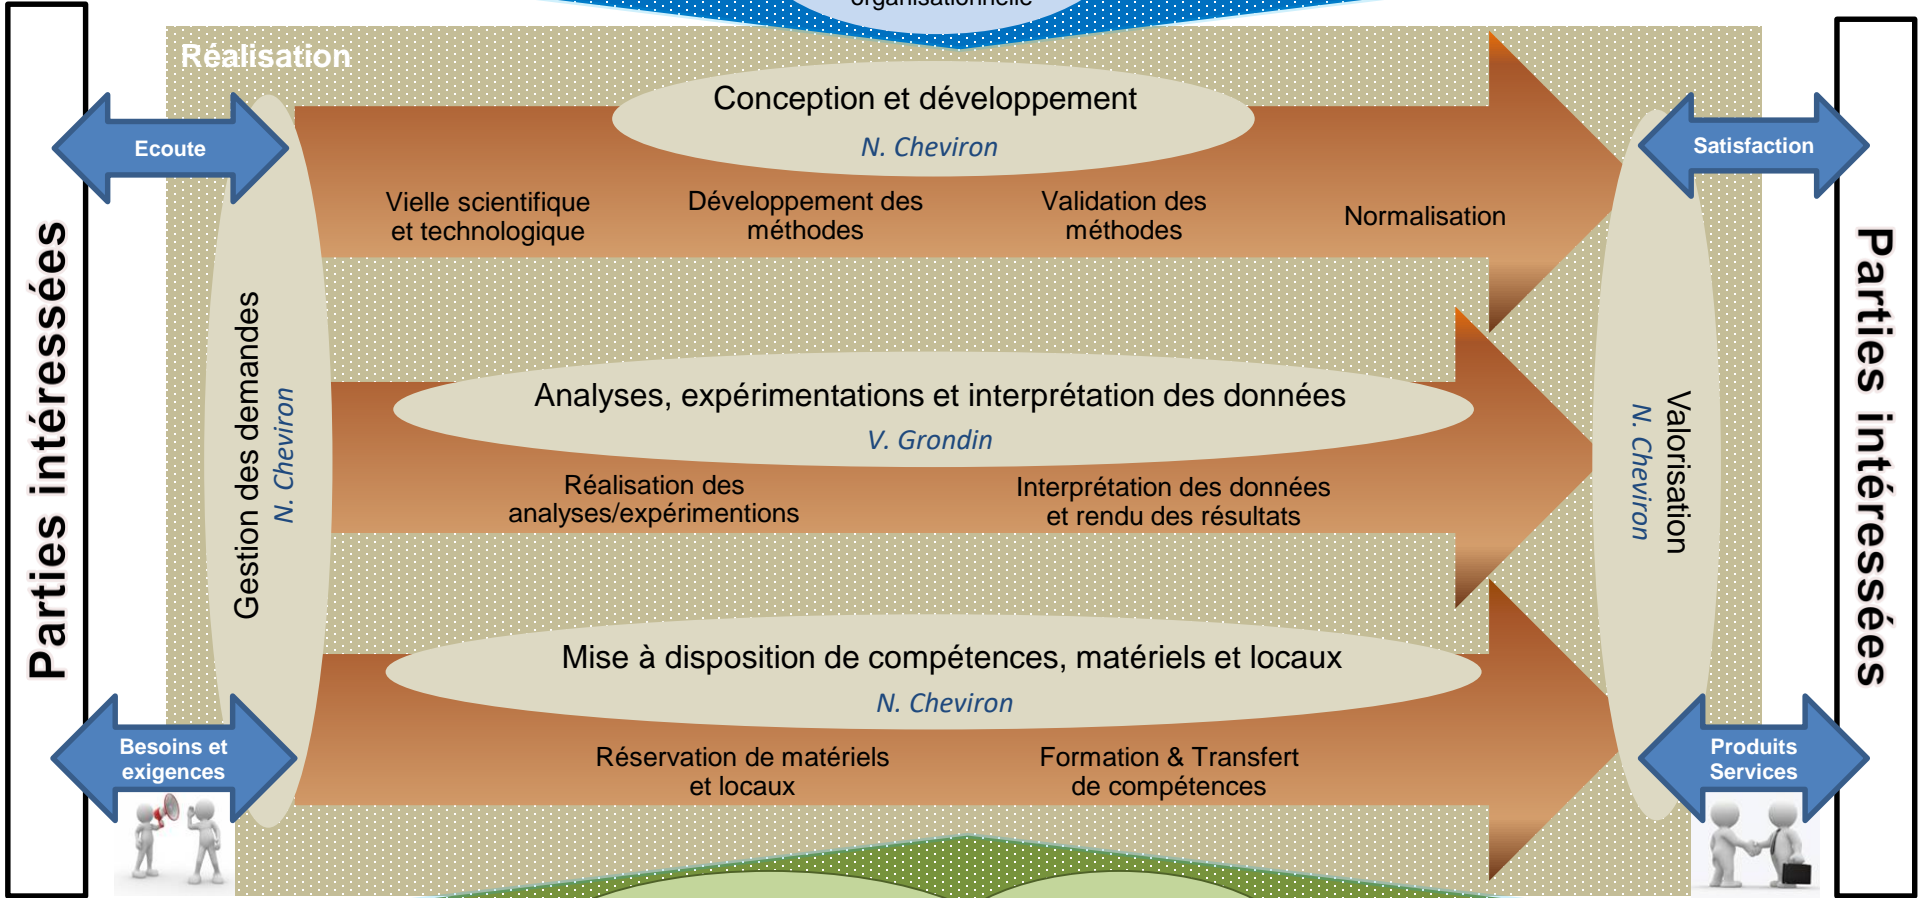 organisationnelle
Réalisation
Parties intéressées
Ecoute
Besoins et
exigences
Gestion des demandes
N. Cheviron
Conception et développement
N. Cheviron
Vielle scientifique
et technologique
Développement des
méthodes
Validation des
méthodes
Normalisation
Analyses, expérimentations et interprétation des données
V. Grondin
Réalisation des
analyses/expérimentions
Interprétation des données
et rendu des résultats
Mise à disposition de compétences, matériels et locaux
N. Cheviron
Réservation de matériels
et locaux
Formation & Transfert
de compétences
Valorisation
N. Cheviron
Satisfaction
Produits
Services
Parties intéressées